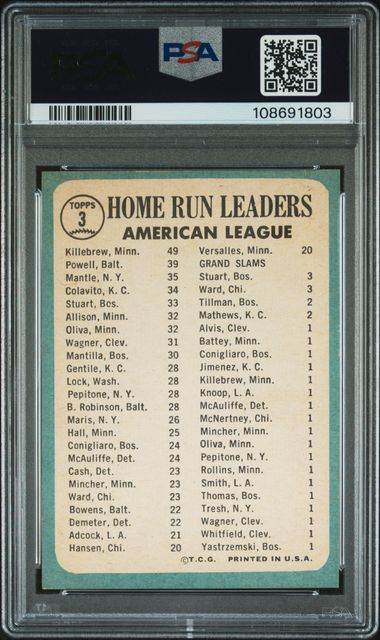 PSA
PSA
108691803
TOPPS
3
HOME RUN LEADERS
AMERICAN LEAGUE
Killebrew, Minn. 49
Powell, Balt. 39
Mantle, N. Y. 35
Colavito, K. C. 34
Stuart, Bos. 33
Allison, Minn. 32
Oliva, Minn. 32
Wagner, Clev. 31
Mantilla, Bos. 30
Gentile, K. C. 28
Lock, Wash. 28
Pepitone, N. Y. 28
B. Robinson, Balt. 28
Maris, N. Y. 26
Hall, Minn. 25
Conigliaro, Bos. 24
McAuliffe, Det. 24
Cash, Det. 23
Mincher, Minn. 23
Ward, Chi. 23
Bowens, Balt. 22
Demeter, Det. 22
Adcock, L. A. 21
Hansen, Chi. 20
Versalles, Minn. 20
GRAND SLAMS
Stuart, Bos. 3
Ward, Chi. 3
Tillman, Bos. 2
Mathews, K. C. 2
Alvis, Clev. 1
Battey, Minn. 1
Conigliaro, Bos. 1
Jimenez, K. C. 1
Killebrew, Minn. 1
Knoop, L. A. 1
McAuliffe, Det. 1
McNertney, Chi. 1
Mincher, Minn. 1
Oliva, Minn. 1
Pepitone, N. Y. 1
Rollins, Minn. 1
Smith, L. A. 1
Thomas, Bos. 1
Tresh, N. Y. 1
Wagner, Clev. 1
Whitfield, Clev. 1
Yastrzemski, Bos. 1
©T.C.G. PRINTED IN U.S.A.